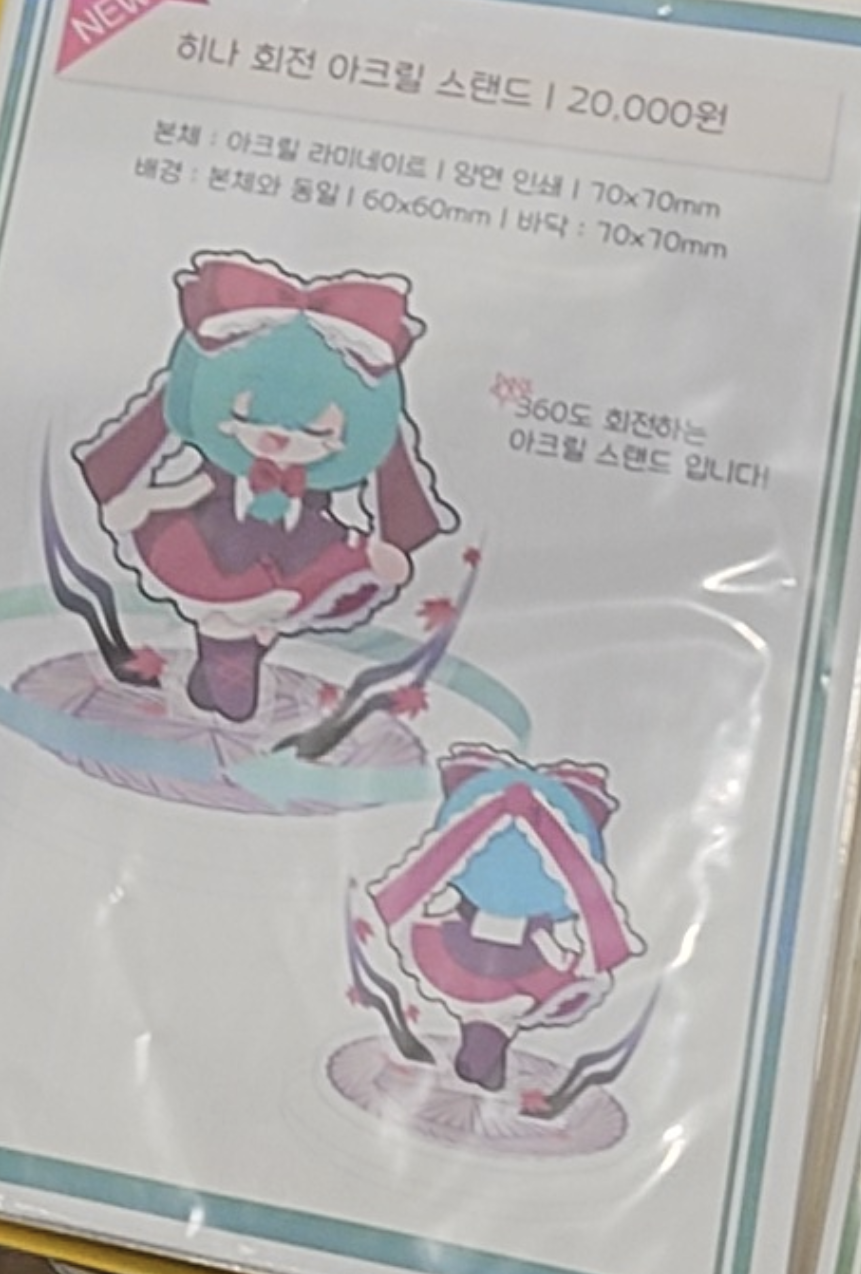 NEW
히나 회전 아크릴 스탠드 | 20,000원
본체 : 아크릴 라미네이트 | 양면 인쇄 | 70x70mm
배경 : 본체와 동일 | 60x60mm | 바닥 : 70x70mm
360도 회전하는
아크릴 스탠드 입니다!